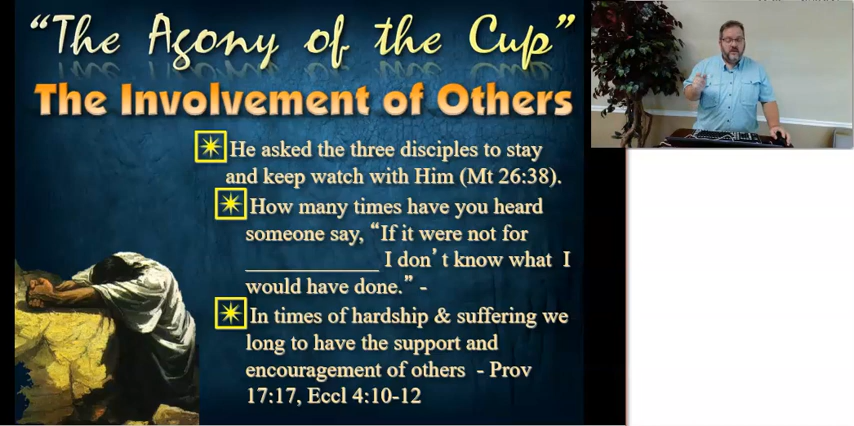 “The Agony of the Cup”
The Involvement of Others
He asked the three disciples to stay
and keep watch with Him (Mt 26:38).
How many times have you heard
someone say, “If it were not for
____________ I don’t know what I
would have done.” -
In times of hardship & suffering we
long to have the support and
encouragement of others - Prov
17:17, Eccl 4:10-12